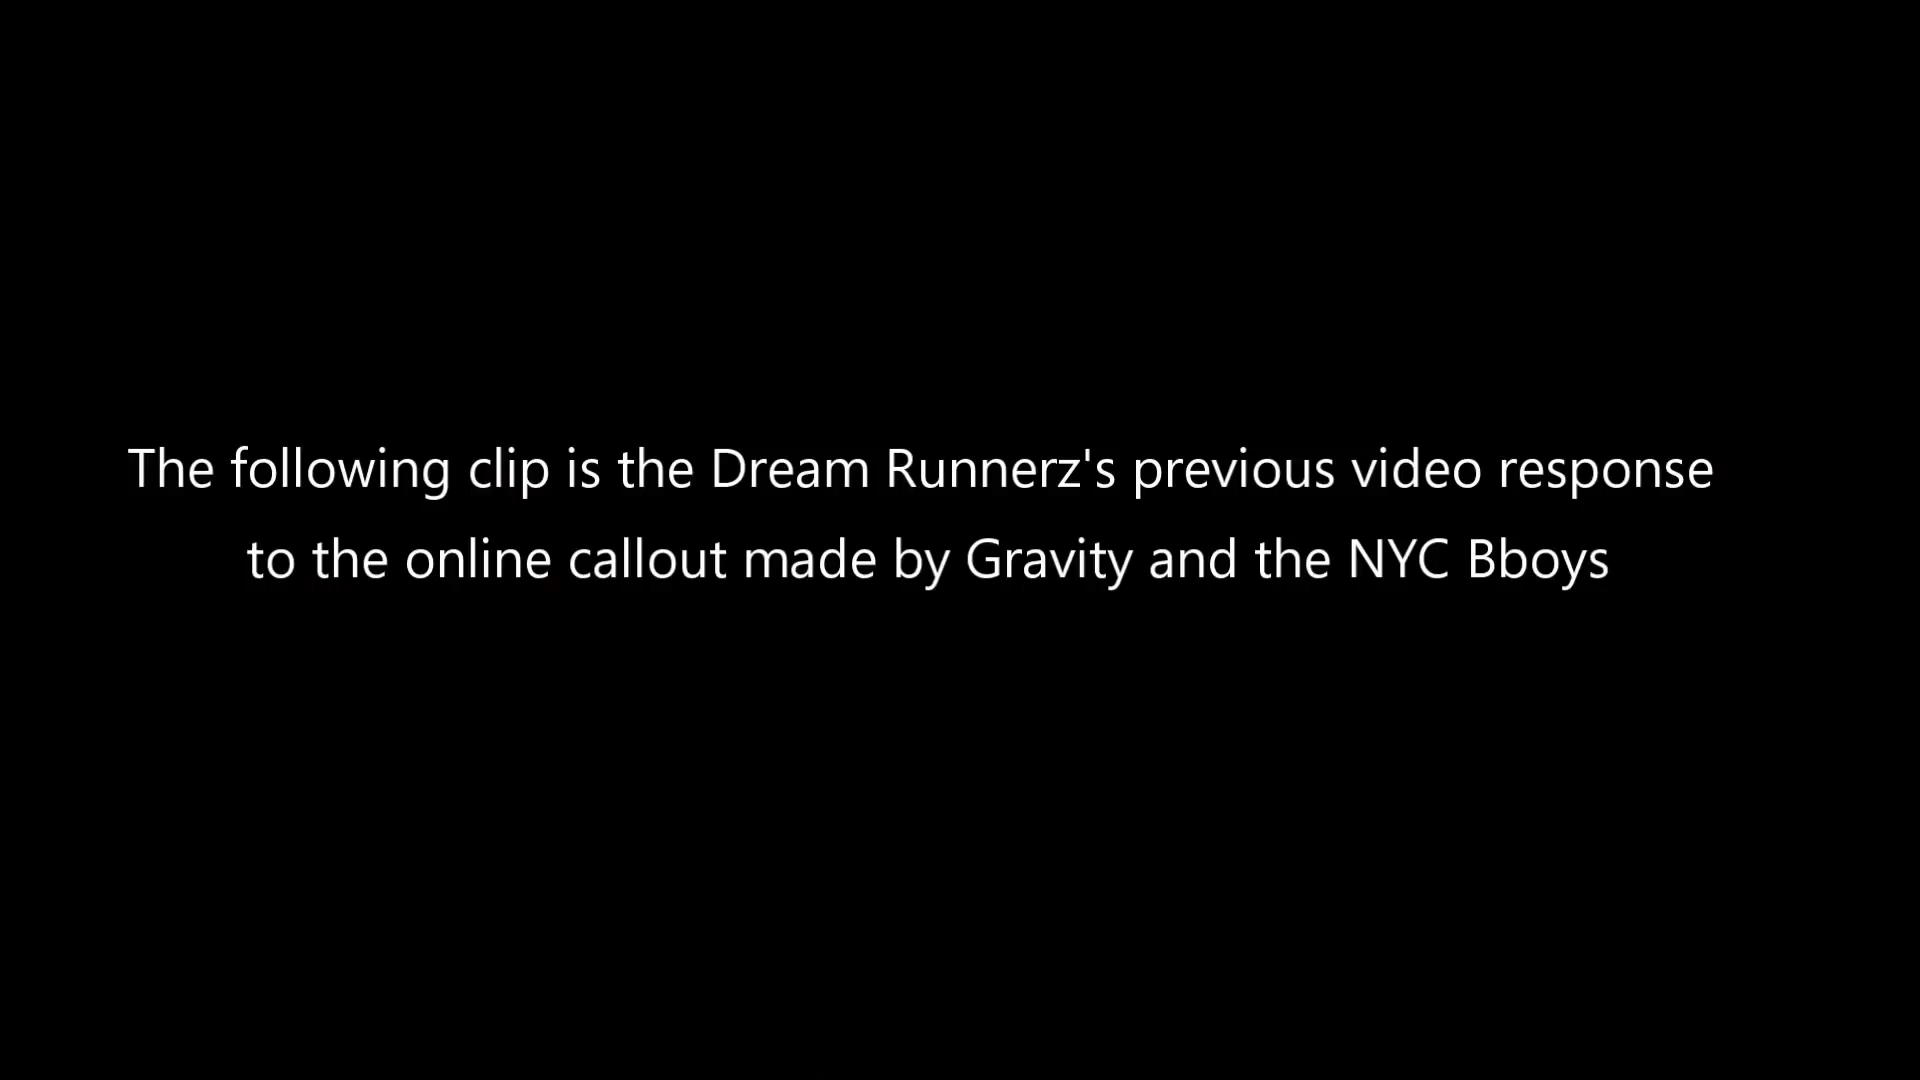 The following clip is the Dream Runnerz's previous video response
to the online callout made by Gravity and the NYC Bboys